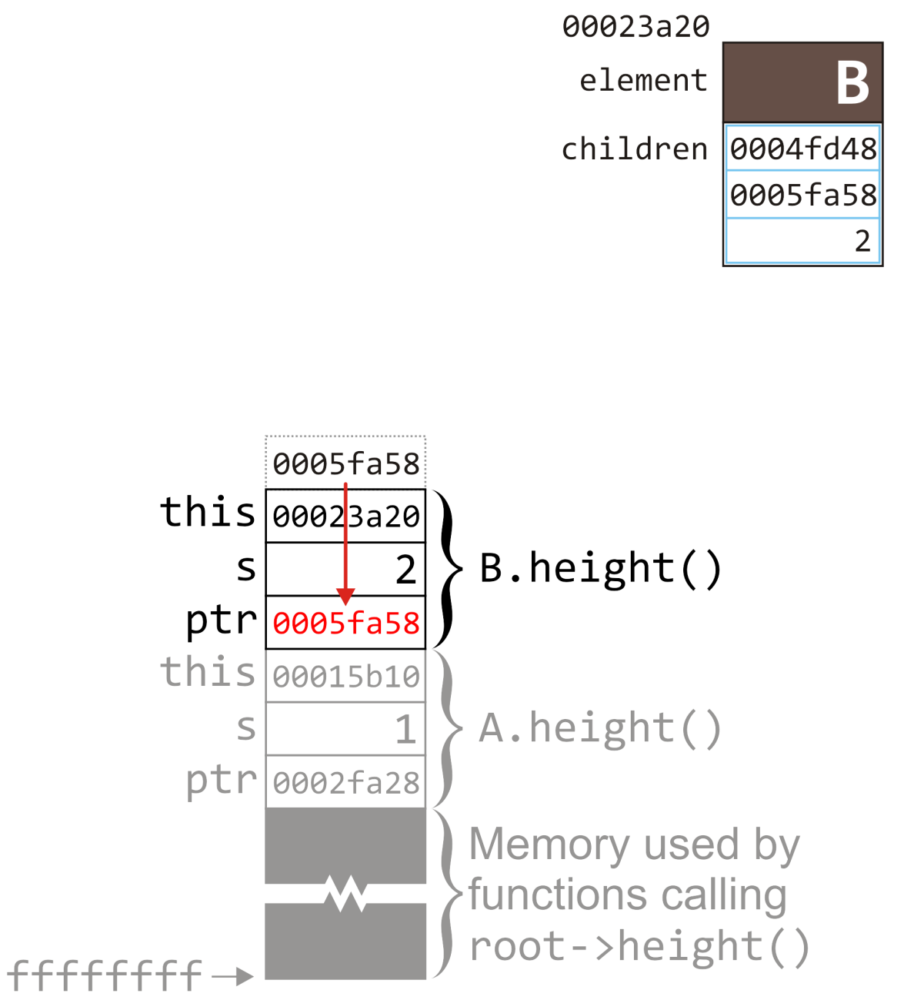 00023a20
element B
children 0004fd48
0005fa58
2
0005fa58
this 00023a20
s 2
B.height()
ptr 0005fa58
this 00015b10
s 1
A.height()
ptr 0002fa28
Memory used by
functions calling
root->height()
ffffffff